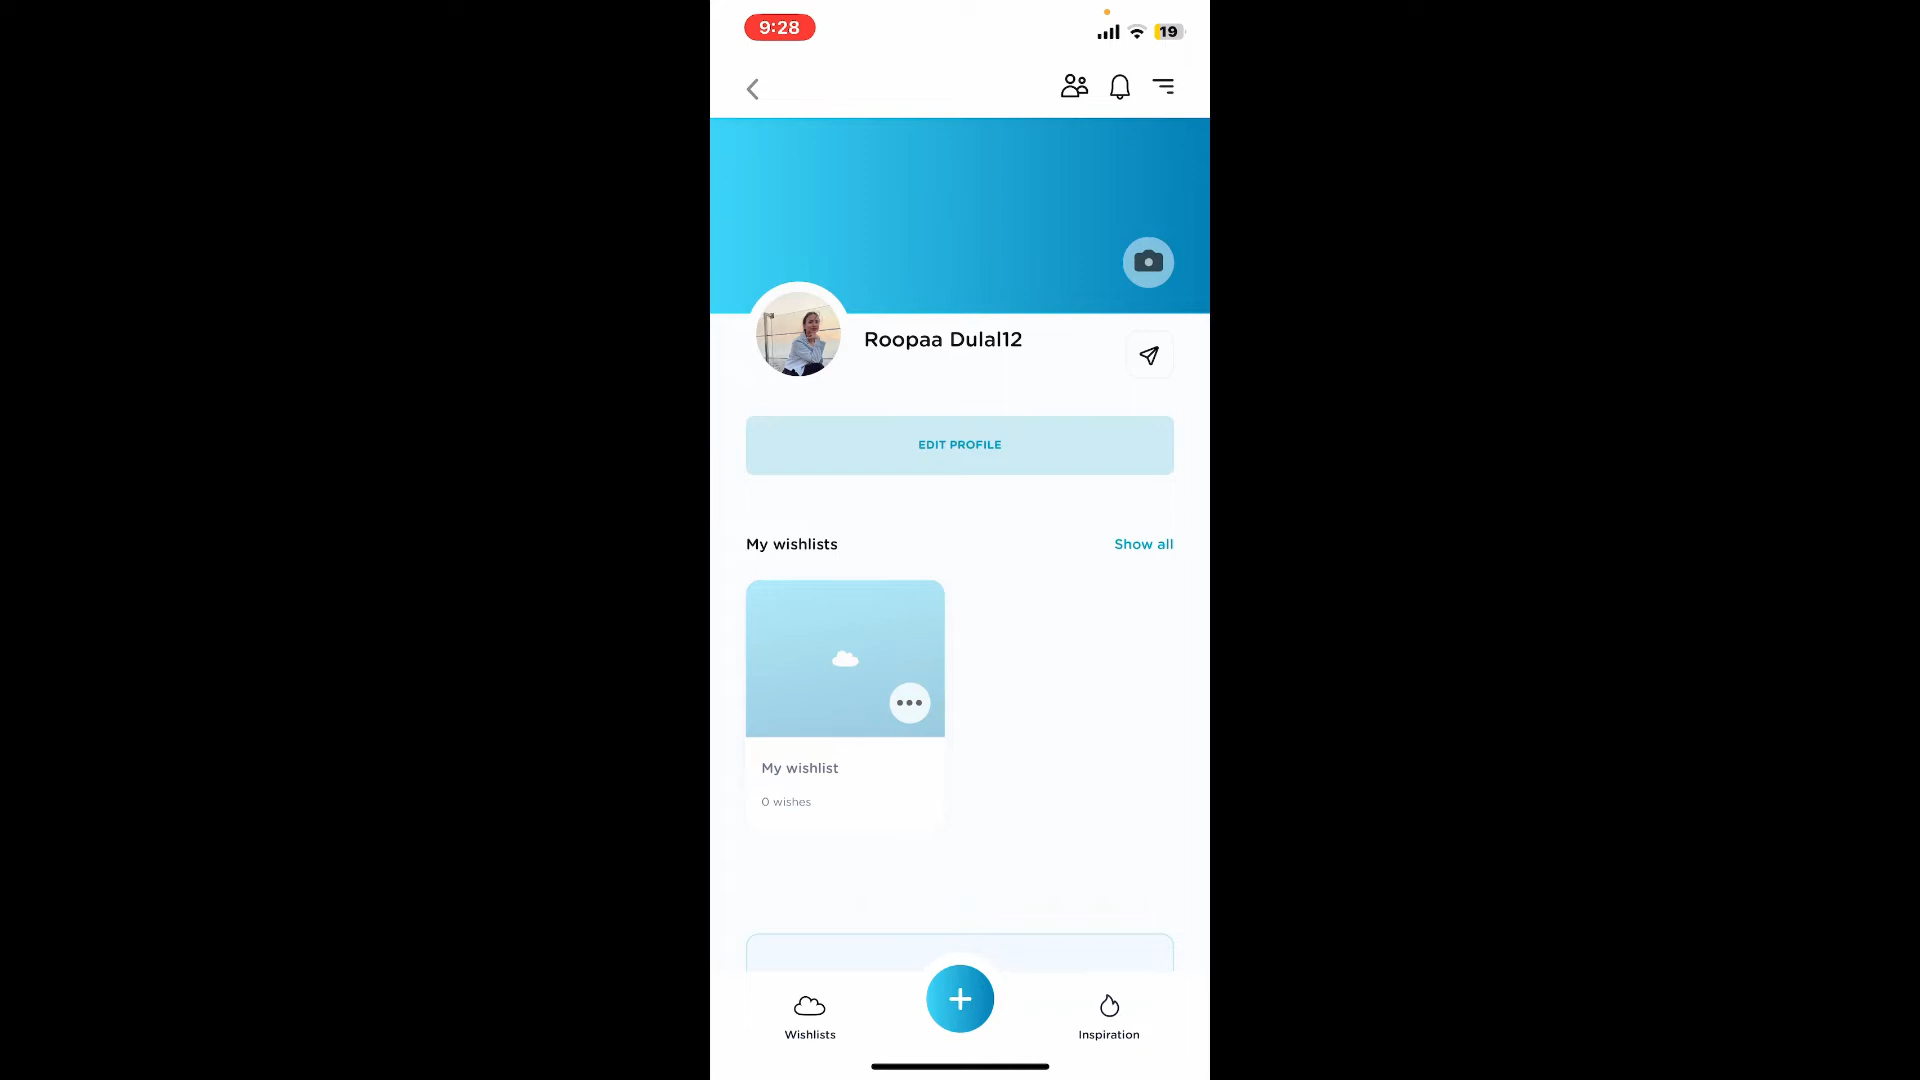 9:28
19
Roopaa Dulal12
EDIT PROFILE
My wishlists
Show all
My wishlist
0 wishes
Wishlists
Inspiration